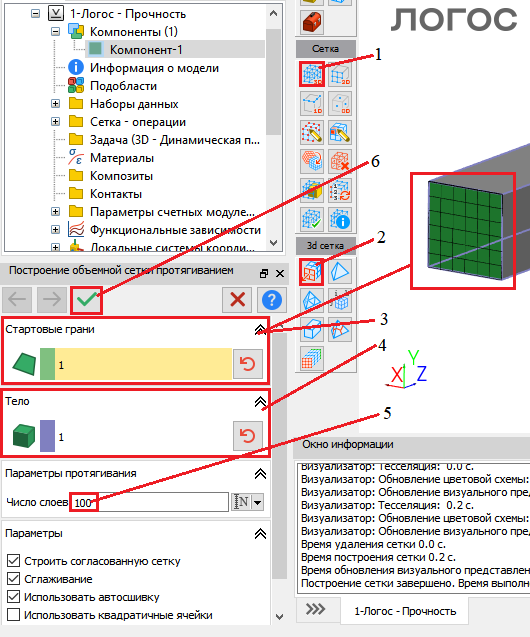 1-Логос - Прочность
Компоненты (1)
Компонент-1
Информация о модели
Подобласти
Наборы данных
Сетка - операции
Задача (3D - Динамическая п...
Материалы
Композиты
Контакты
Параметры счетных модуле...
Функциональные зависимости
Локальные системы коорди...
Сетка
3d сетка
ЛОГОС
1
6
2
3
4
5
Построение объемной сетки протягиванием
Стартовые грани
1
Тело
1
Параметры протягивания
Число слоев 100
Параметры
Строить согласованную сетку
Сглаживание
Использовать автосшивку
Использовать квадратичные ячейки
Y
X
Z
Окно информации
Визуализатор: Тесселяция: 0.0 с.
Визуализатор: Обновление цветовой схемы:
Визуализатор: Обновление визуального пред
Визуализатор: Тесселяция: 0.2 с.
Визуализатор: Обновление цветовой схемы:
Визуализатор: Обновление визуального пред
Время удаления сетки 0.0 с.
Время построения сетки 0.2 с.
Время обновления визуального представлен
Построение сетки завершено. Время выполн
1-Логос - Прочность